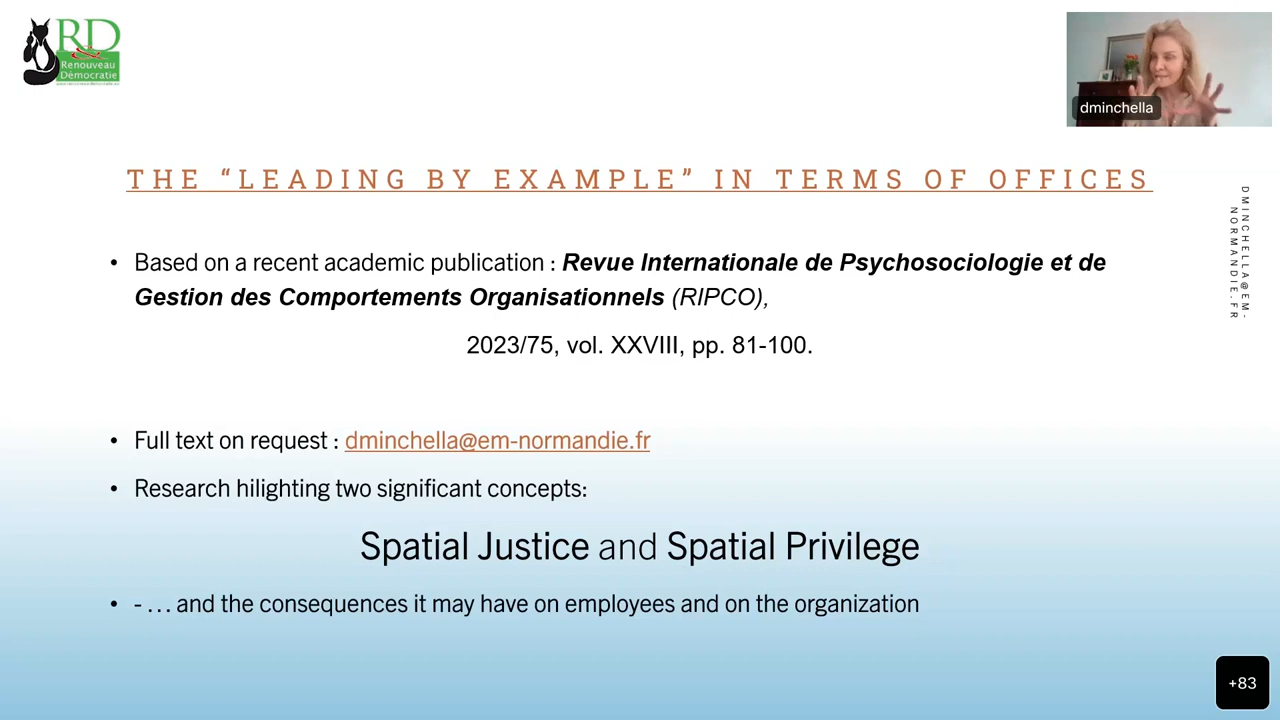 RD
Renouveau
Démocratie
dminchella
THE “LEADING BY EXAMPLE” IN TERMS OF OFFICES
DMINCHELLA@EM-
NORMANDIE.FR
• Based on a recent academic publication : Revue Internationale de Psychosociologie et de
Gestion des Comportements Organisationnels (RIPCO),
2023/75, vol. XXVIII, pp. 81-100.
• Full text on request : dminchella@em-normandie.fr
• Research hilighting two significant concepts:
Spatial Justice and Spatial Privilege
• - … and the consequences it may have on employees and on the organization
+83